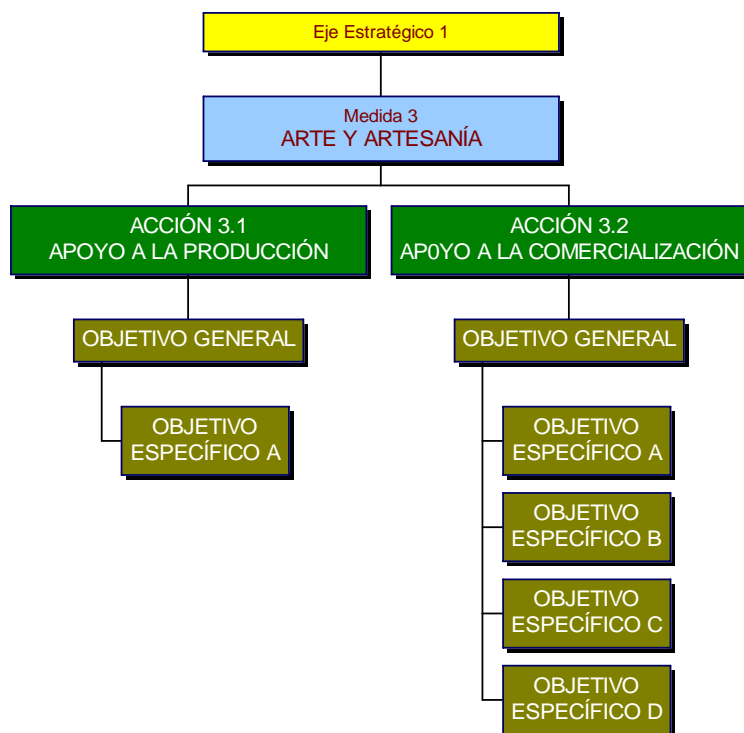 Eje Estratégico 1
Medida 3
ARTE Y ARTESANÍA
ACCIÓN 3.1
APOYO A LA PRODUCCIÓN
ACCIÓN 3.2
AP0YO A LA COMERCIALIZACIÓN
OBJETIVO GENERAL
OBJETIVO GENERAL
OBJETIVO
ESPECÍFICO A
OBJETIVO
ESPECÍFICO A
OBJETIVO
ESPECÍFICO B
OBJETIVO
ESPECÍFICO C
OBJETIVO
ESPECÍFICO D